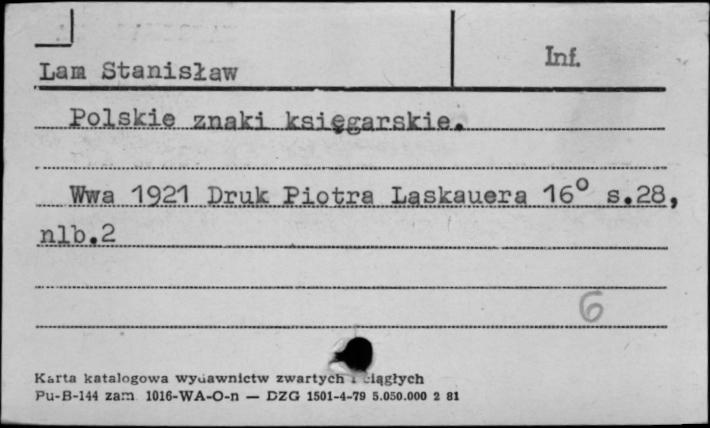 Inf.
Lam Stanisław
Polskie znaki księgarskie.
Wwa 1921 Druk Piotra Laskauera 16° s.28,
nlb.2
6
Karta katalogowa wydawnictw zwartych i ciągłych
Pu-B-144 zam. 1016-WA-O-n — DZG 1501-4-79 5.050.000 2 81